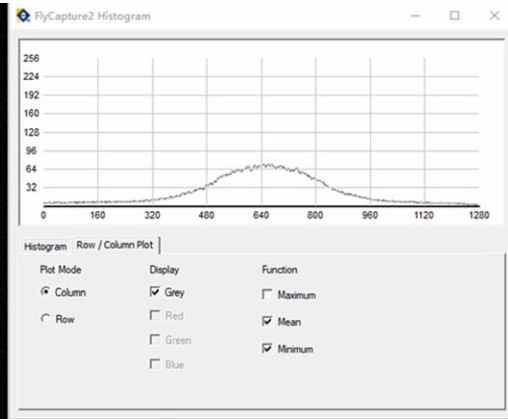 FlyCapture2 Histogram
256
224
192
160
128
96
64
32
0 160 320 480 640 800 960 1120 1280
Histogram Row / Column Plot
Plot Mode Display Function
Column Grey Maximum
Row Red Mean
Green Minimum
Blue